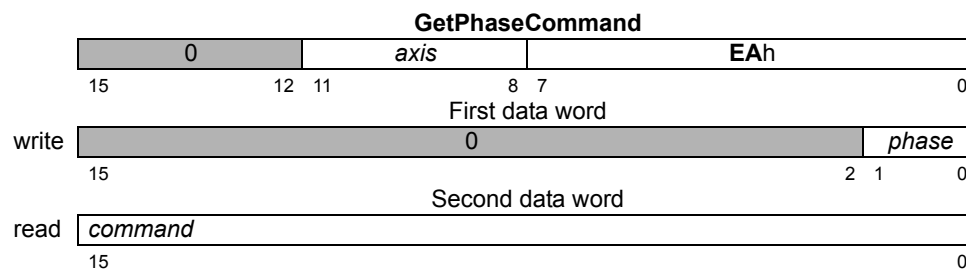 GetPhaseCommand
0 axis EAh
15 12 11 8 7 0
First data word
write 0 phase
15 2 1 0
Second data word
read command
15 0